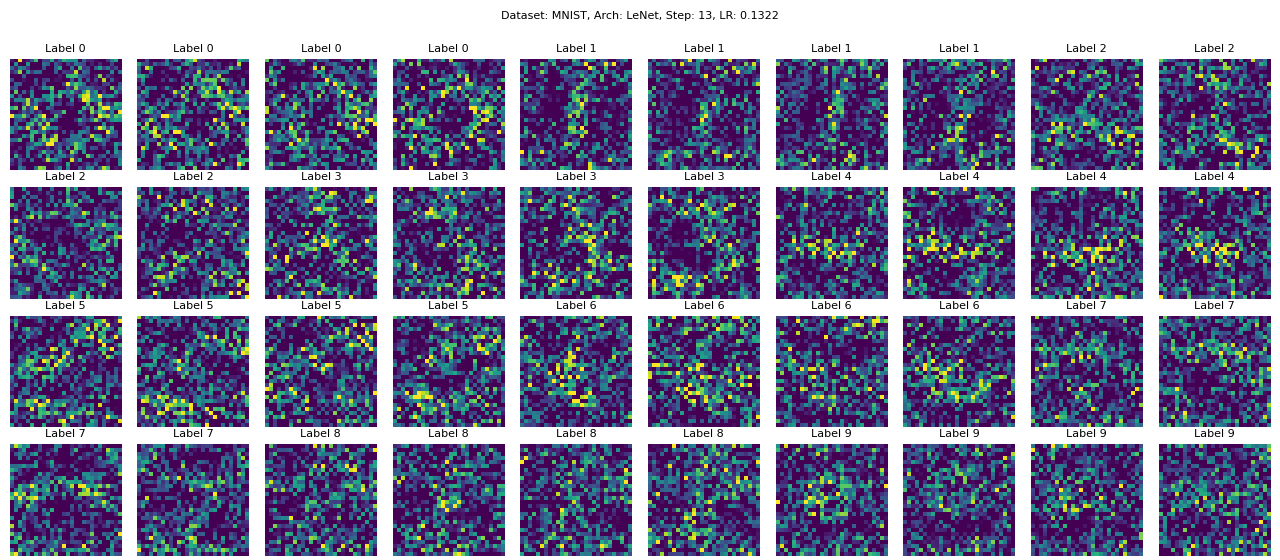 Dataset: MNIST, Arch: LeNet, Step: 13, LR: 0.1322
Label 0 Label 0 Label 0 Label 0 Label 1 Label 1 Label 1 Label 1 Label 2 Label 2
Label 2 Label 2 Label 3 Label 3 Label 3 Label 3 Label 4 Label 4 Label 4 Label 4
Label 5 Label 5 Label 5 Label 5 Label 6 Label 6 Label 6 Label 6 Label 7 Label 7
Label 7 Label 7 Label 8 Label 8 Label 8 Label 8 Label 9 Label 9 Label 9 Label 9